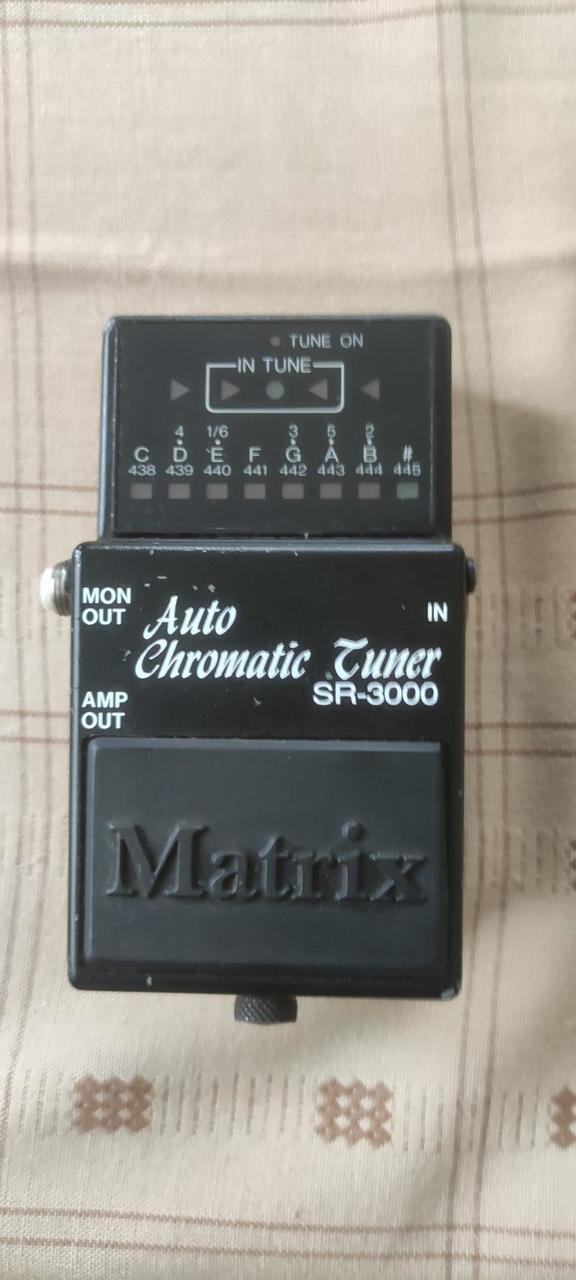 TUNE ON
IN TUNE
4 1/6 3 5 2
C D E F G A B #
438 439 440 441 442 443 444 445
MON OUT
IN
Auto
Chromatic Tuner
SR-3000
AMP OUT
Matrix